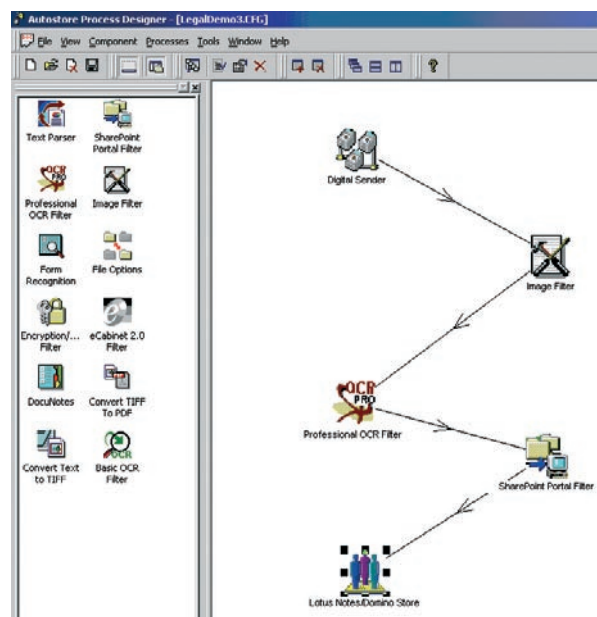 Autostore Process Designer - [LegalDemo3.CFG]
File View Component Processes Tools Window Help
Text Parser
SharePoint
Portal Filter
Professional
OCR Filter
Image Filter
Form
Recognition
File Options
Encryption/...
Filter
eCabinet 2.0
Filter
DocuNotes
Convert TIFF
To PDF
Convert Text
to TIFF
Basic OCR
Filter
Digital Sender
Image Filter
OCR
PRO
Professional OCR Filter
SharePoint Portal Filter
Lotus Notes/Domino Store